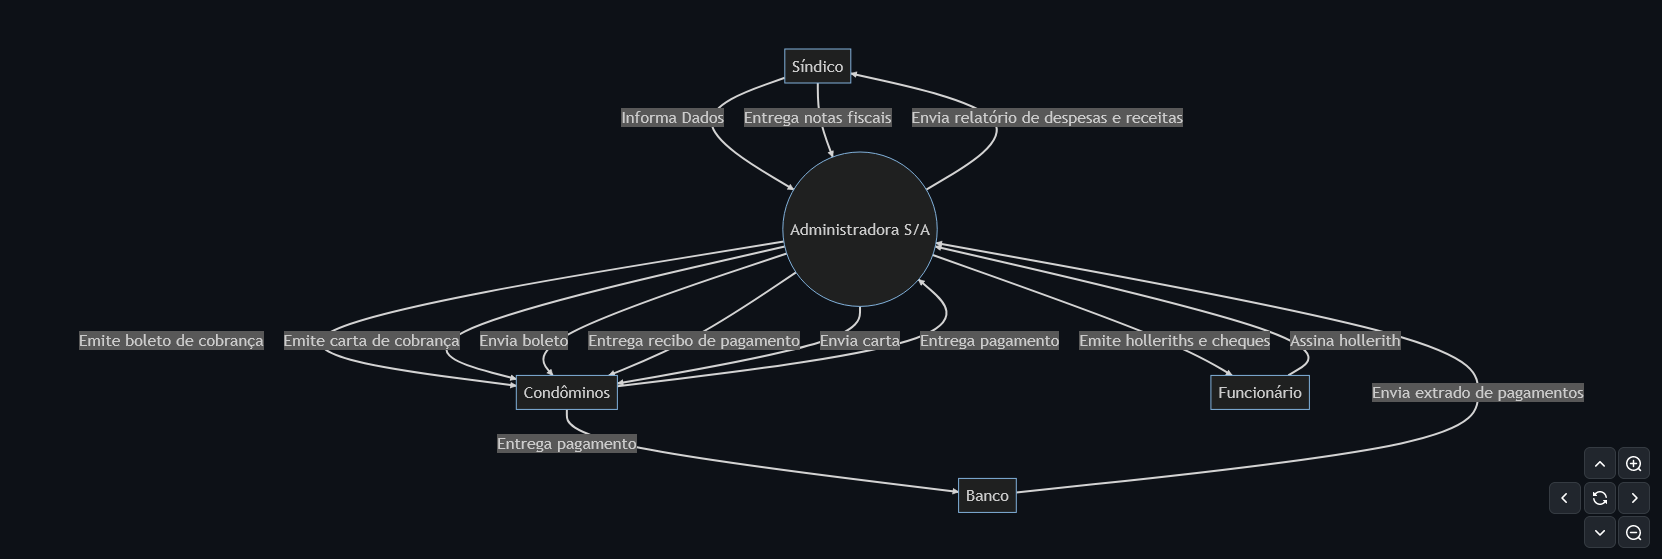 Síndico
Informa Dados
Entrega notas fiscais
Envia relatório de despesas e receitas
Administradora S/A
Emite boleto de cobrança
Emite carta de cobrança
Envia boleto
Entrega recibo de pagamento
Envia carta
Entrega pagamento
Emite holleriths e cheques
Assina hollerith
Condôminos
Funcionário
Envia extrado de pagamentos
Entrega pagamento
Banco